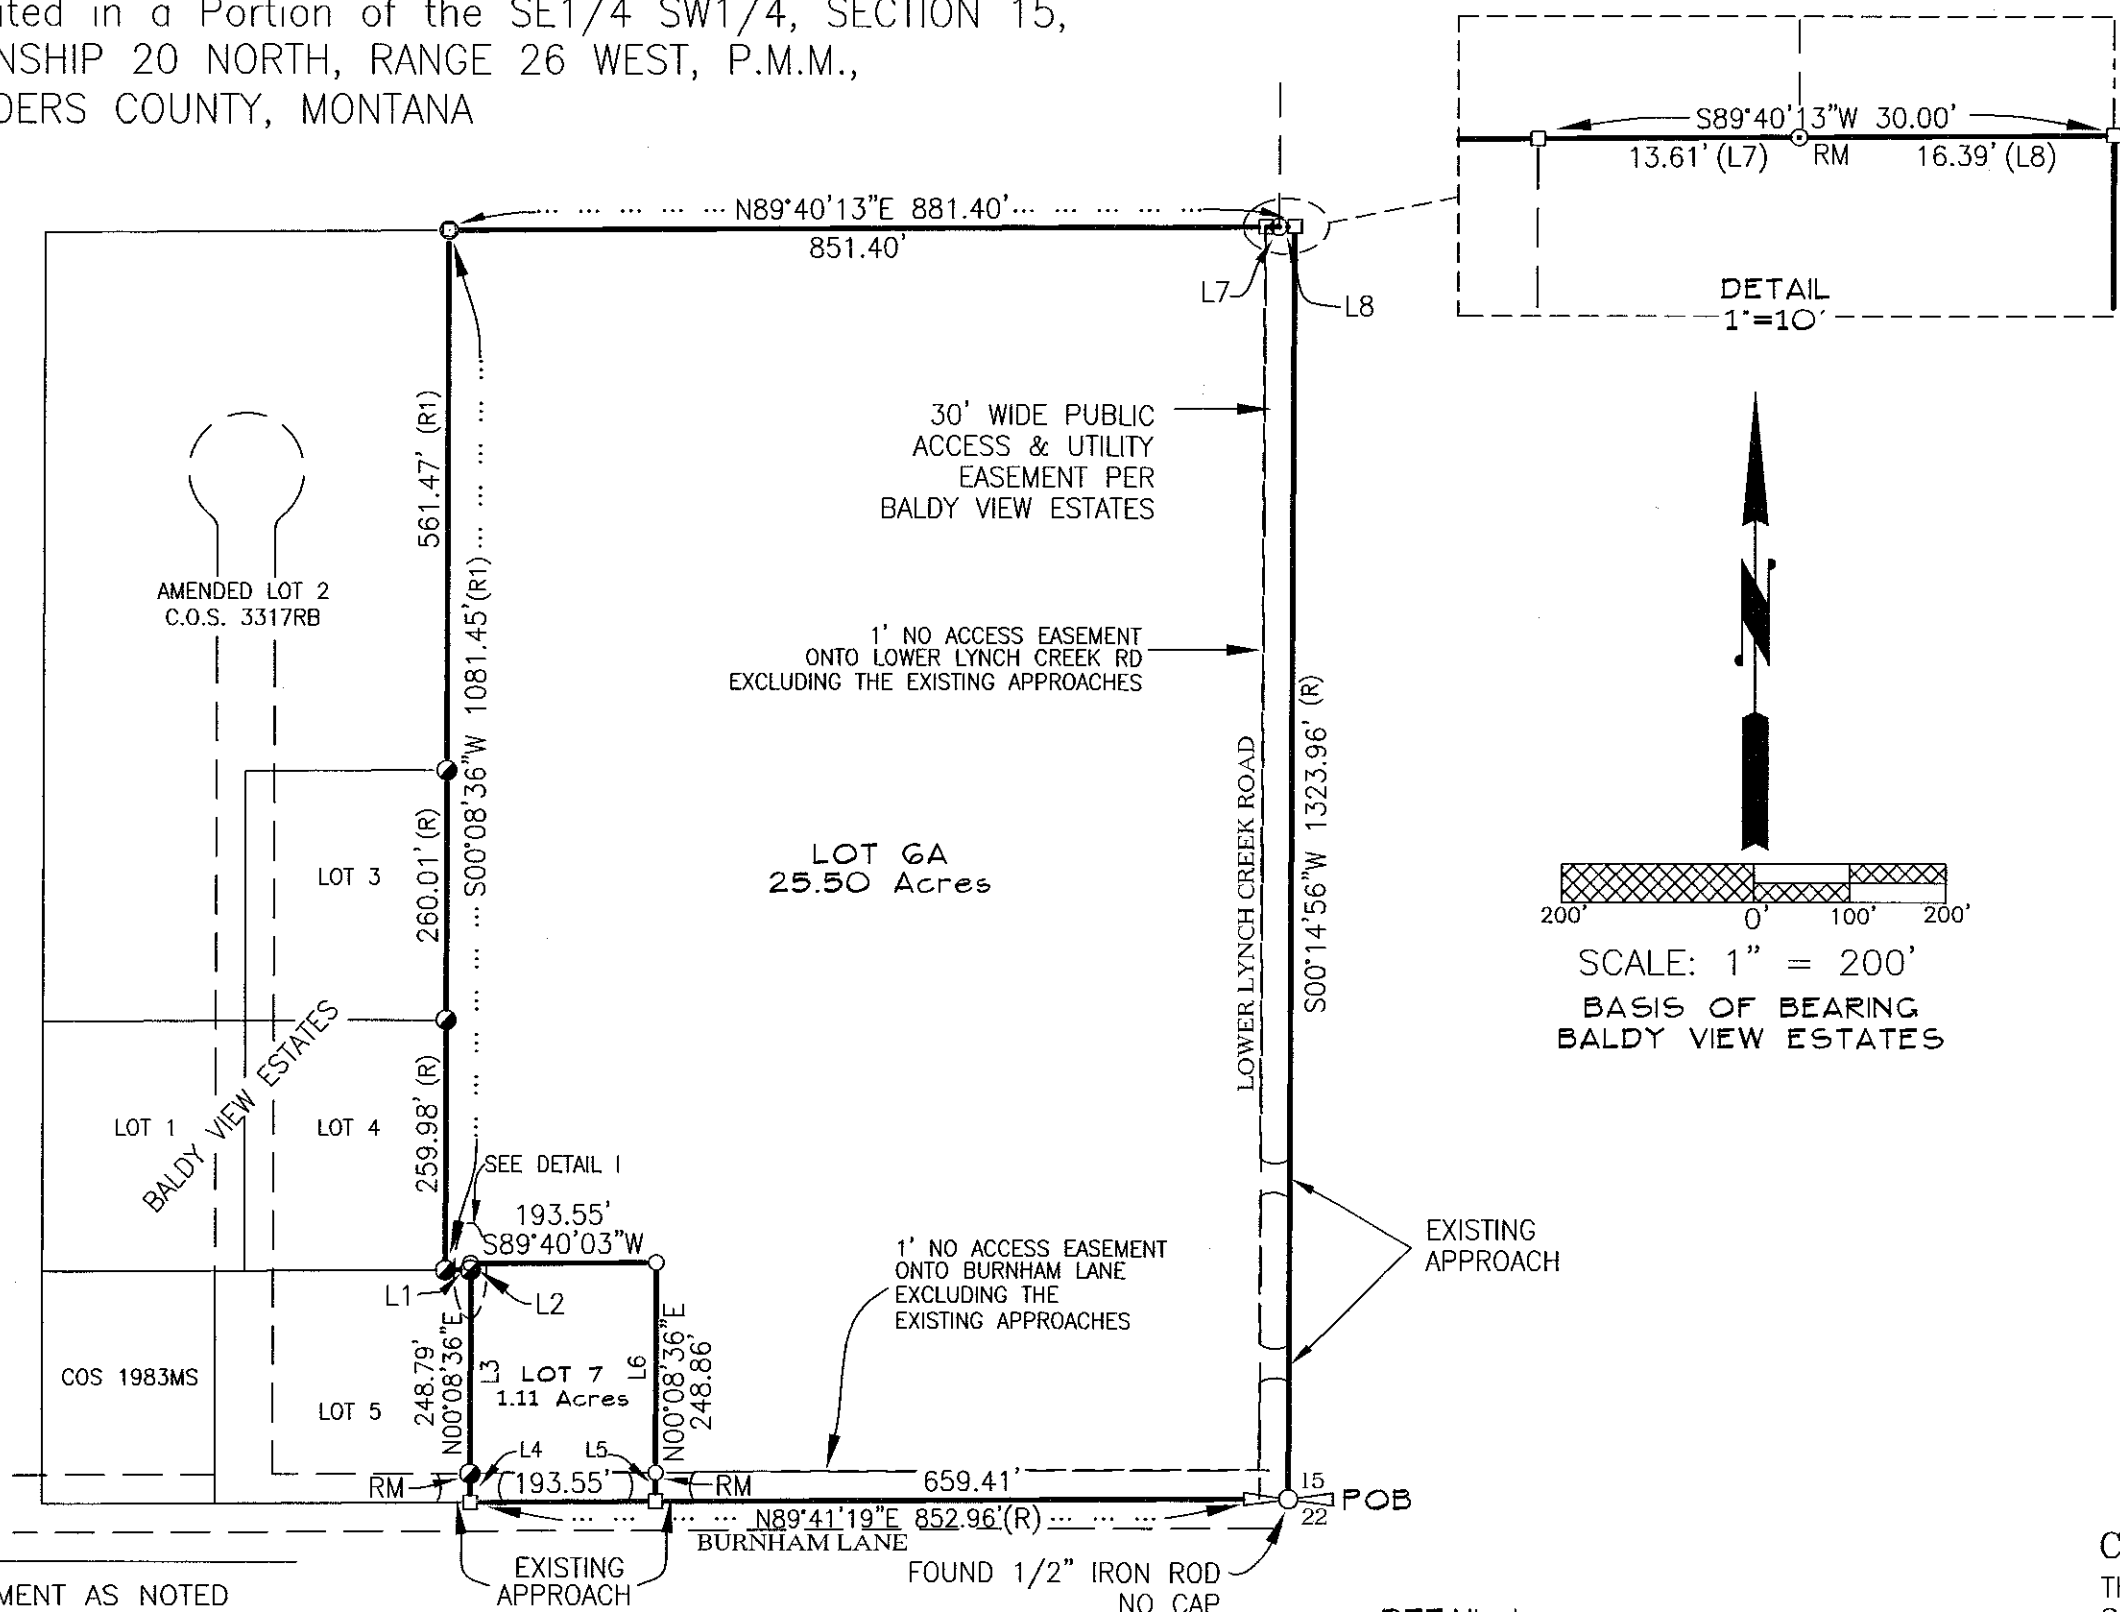 ated in a Portion of the SE1/4 SW1/4, SECTION 15,
NSHIP 20 NORTH, RANGE 26 WEST, P.M.M.,
DERS COUNTY, MONTANA
S89°40'13"W 30.00'
13.61' (L7) RM 16.39' (L8)
DETAIL
1"=10'
N89°40'13"E 881.40'
851.40'
L7
L8
561.47' (R1)
S00°08'36"W 1081.45'(R1)
30' WIDE PUBLIC
ACCESS & UTILITY
EASEMENT PER
BALDY VIEW ESTATES
AMENDED LOT 2
C.O.S. 3317RB
1' NO ACCESS EASEMENT
ONTO LOWER LYNCH CREEK RD
EXCLUDING THE EXISTING APPROACHES
LOWER LYNCH CREEK ROAD
S00°14'56"W 1323.96' (R)
N
200' 0' 100' 200'
SCALE: 1" = 200'
BASIS OF BEARING
BALDY VIEW ESTATES
LOT 6A
25.50 Acres
LOT 3
260.01' (R)
BALDY VIEW ESTATES
LOT 1
LOT 4
259.98' (R)
SEE DETAIL 1
193.55'
S89°40'03"W
L1
L2
1' NO ACCESS EASEMENT
ONTO BURNHAM LANE
EXCLUDING THE
EXISTING APPROACHES
EXISTING
APPROACH
COS 1983MS
LOT 5
248.79'
N00°08'36"E
L3
LOT 7
1.11 Acres
L6
N00°08'36"E
248.86'
L4
L5
RM
193.55'
RM
659.41'
15
22
POB
N89°41'19"E 852.96'(R)
BURNHAM LANE
EXISTING
APPROACH
FOUND 1/2" IRON ROD
NO CAP
MENT AS NOTED